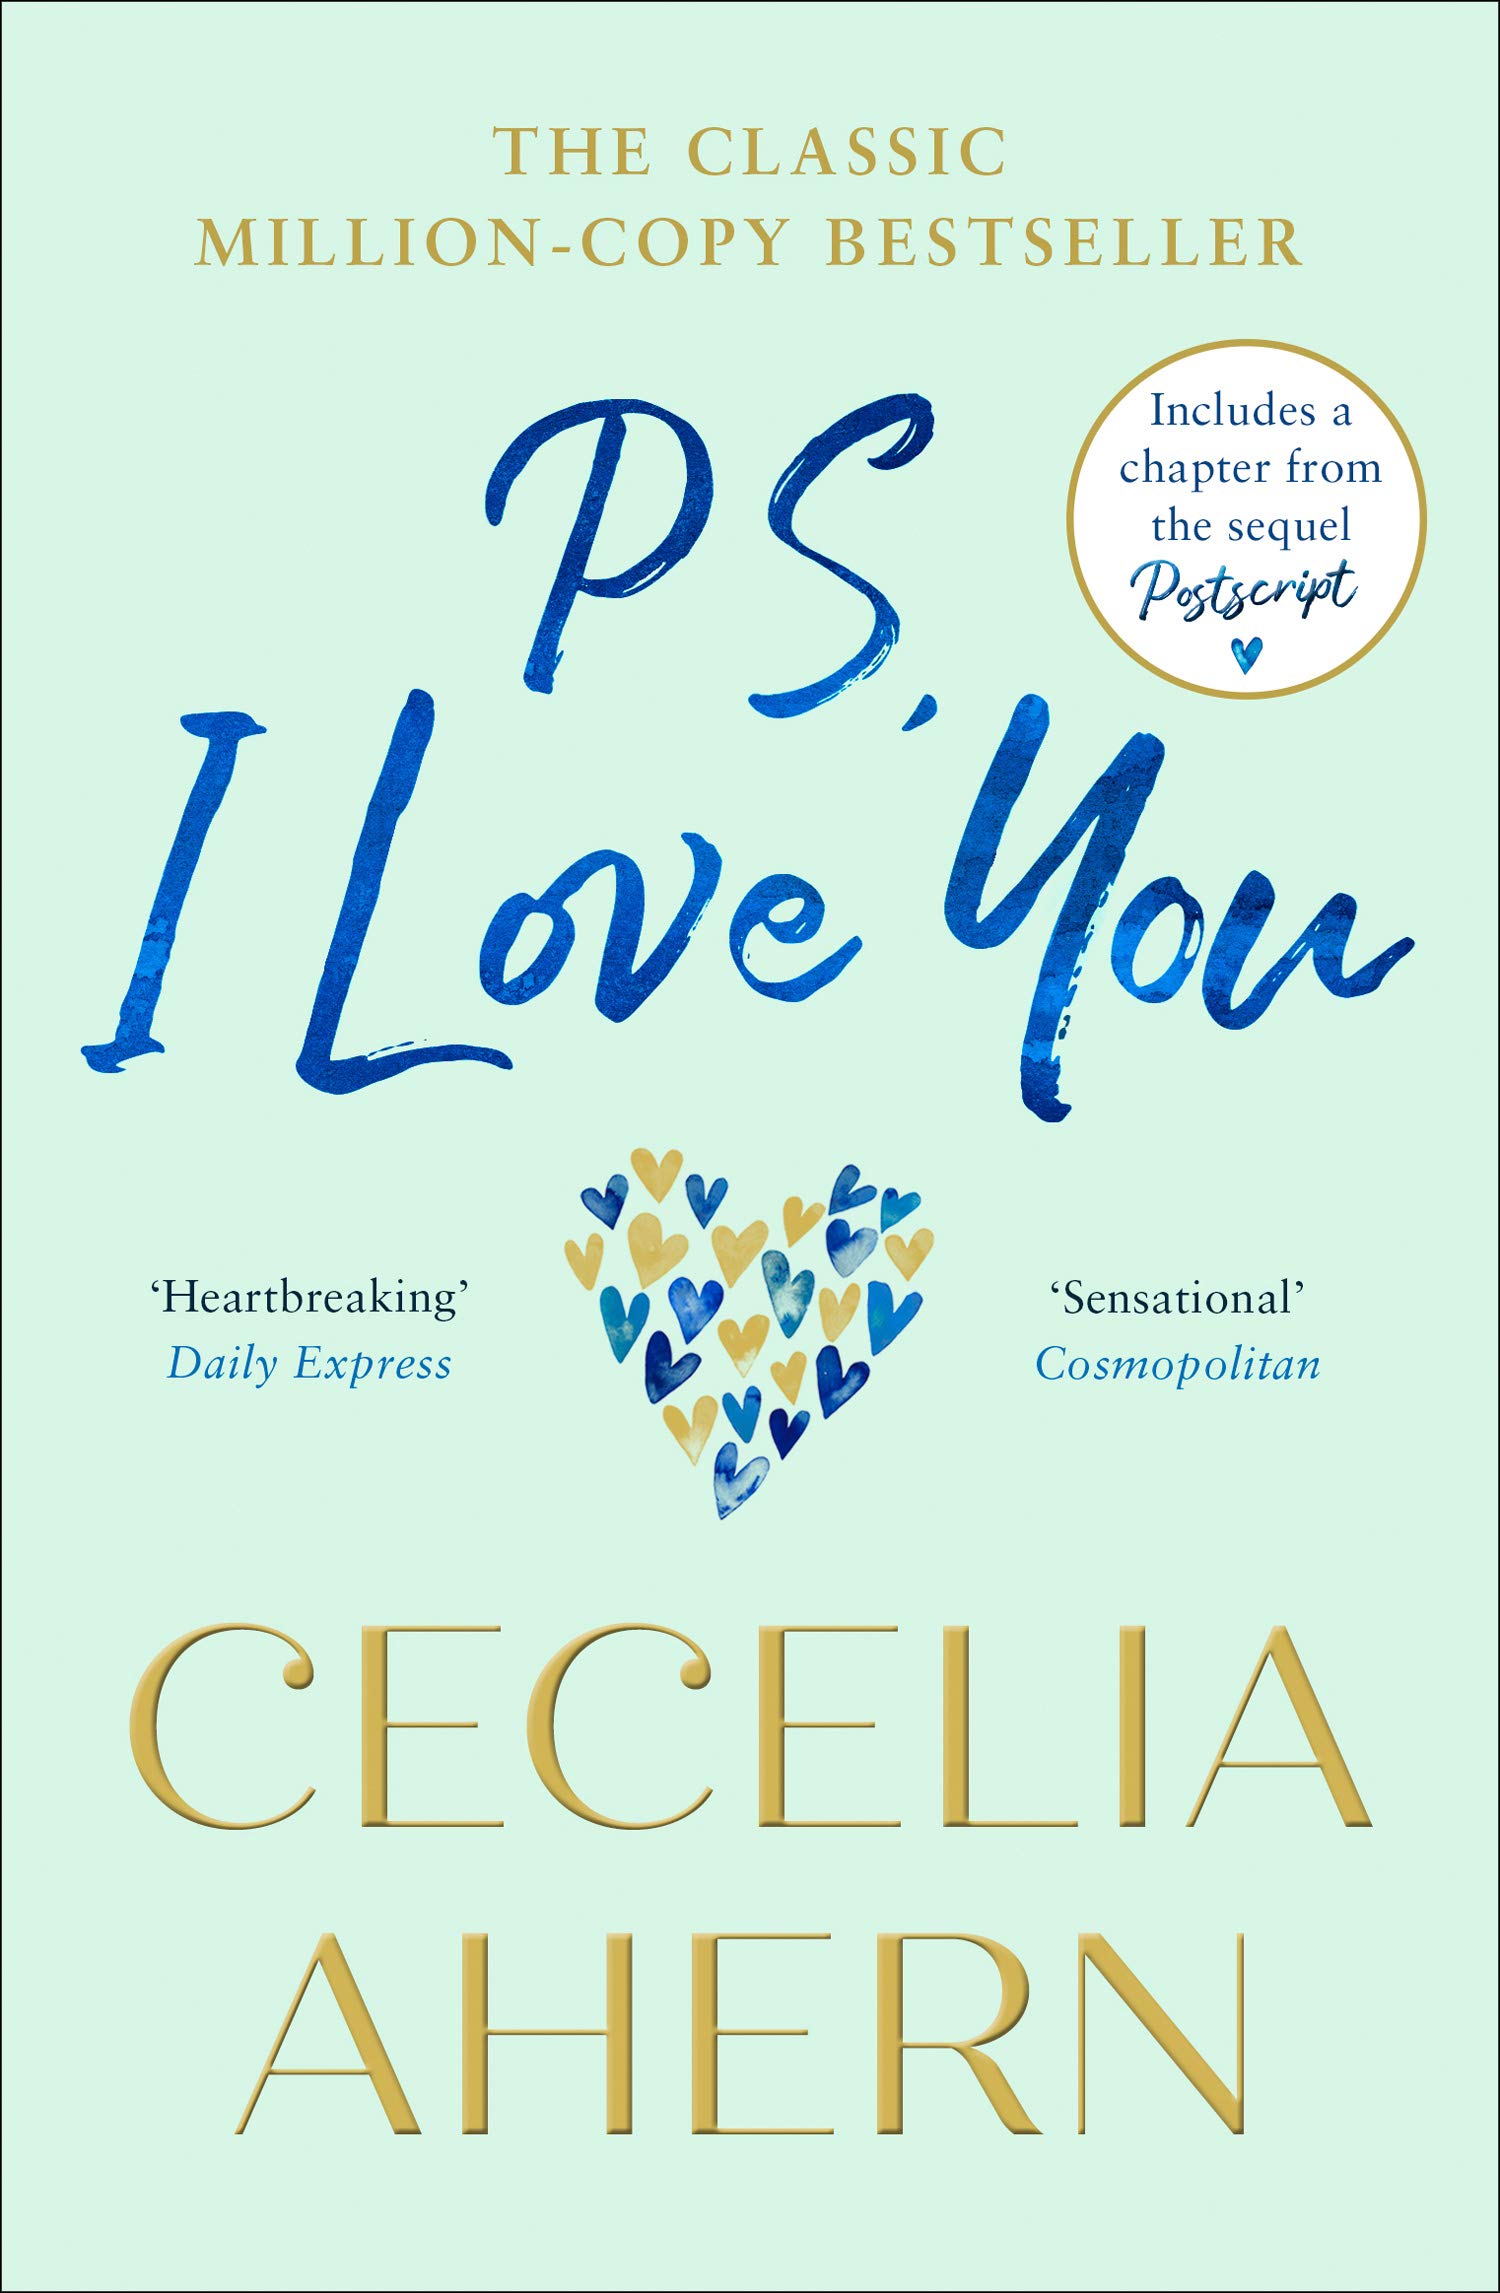 THE CLASSIC
MILLION-COPY BESTSELLER
Includes a
chapter from
the sequel
Postscript
PS,
I Love You
‘Heartbreaking’
Daily Express
‘Sensational’
Cosmopolitan
CECELIA
AHERN